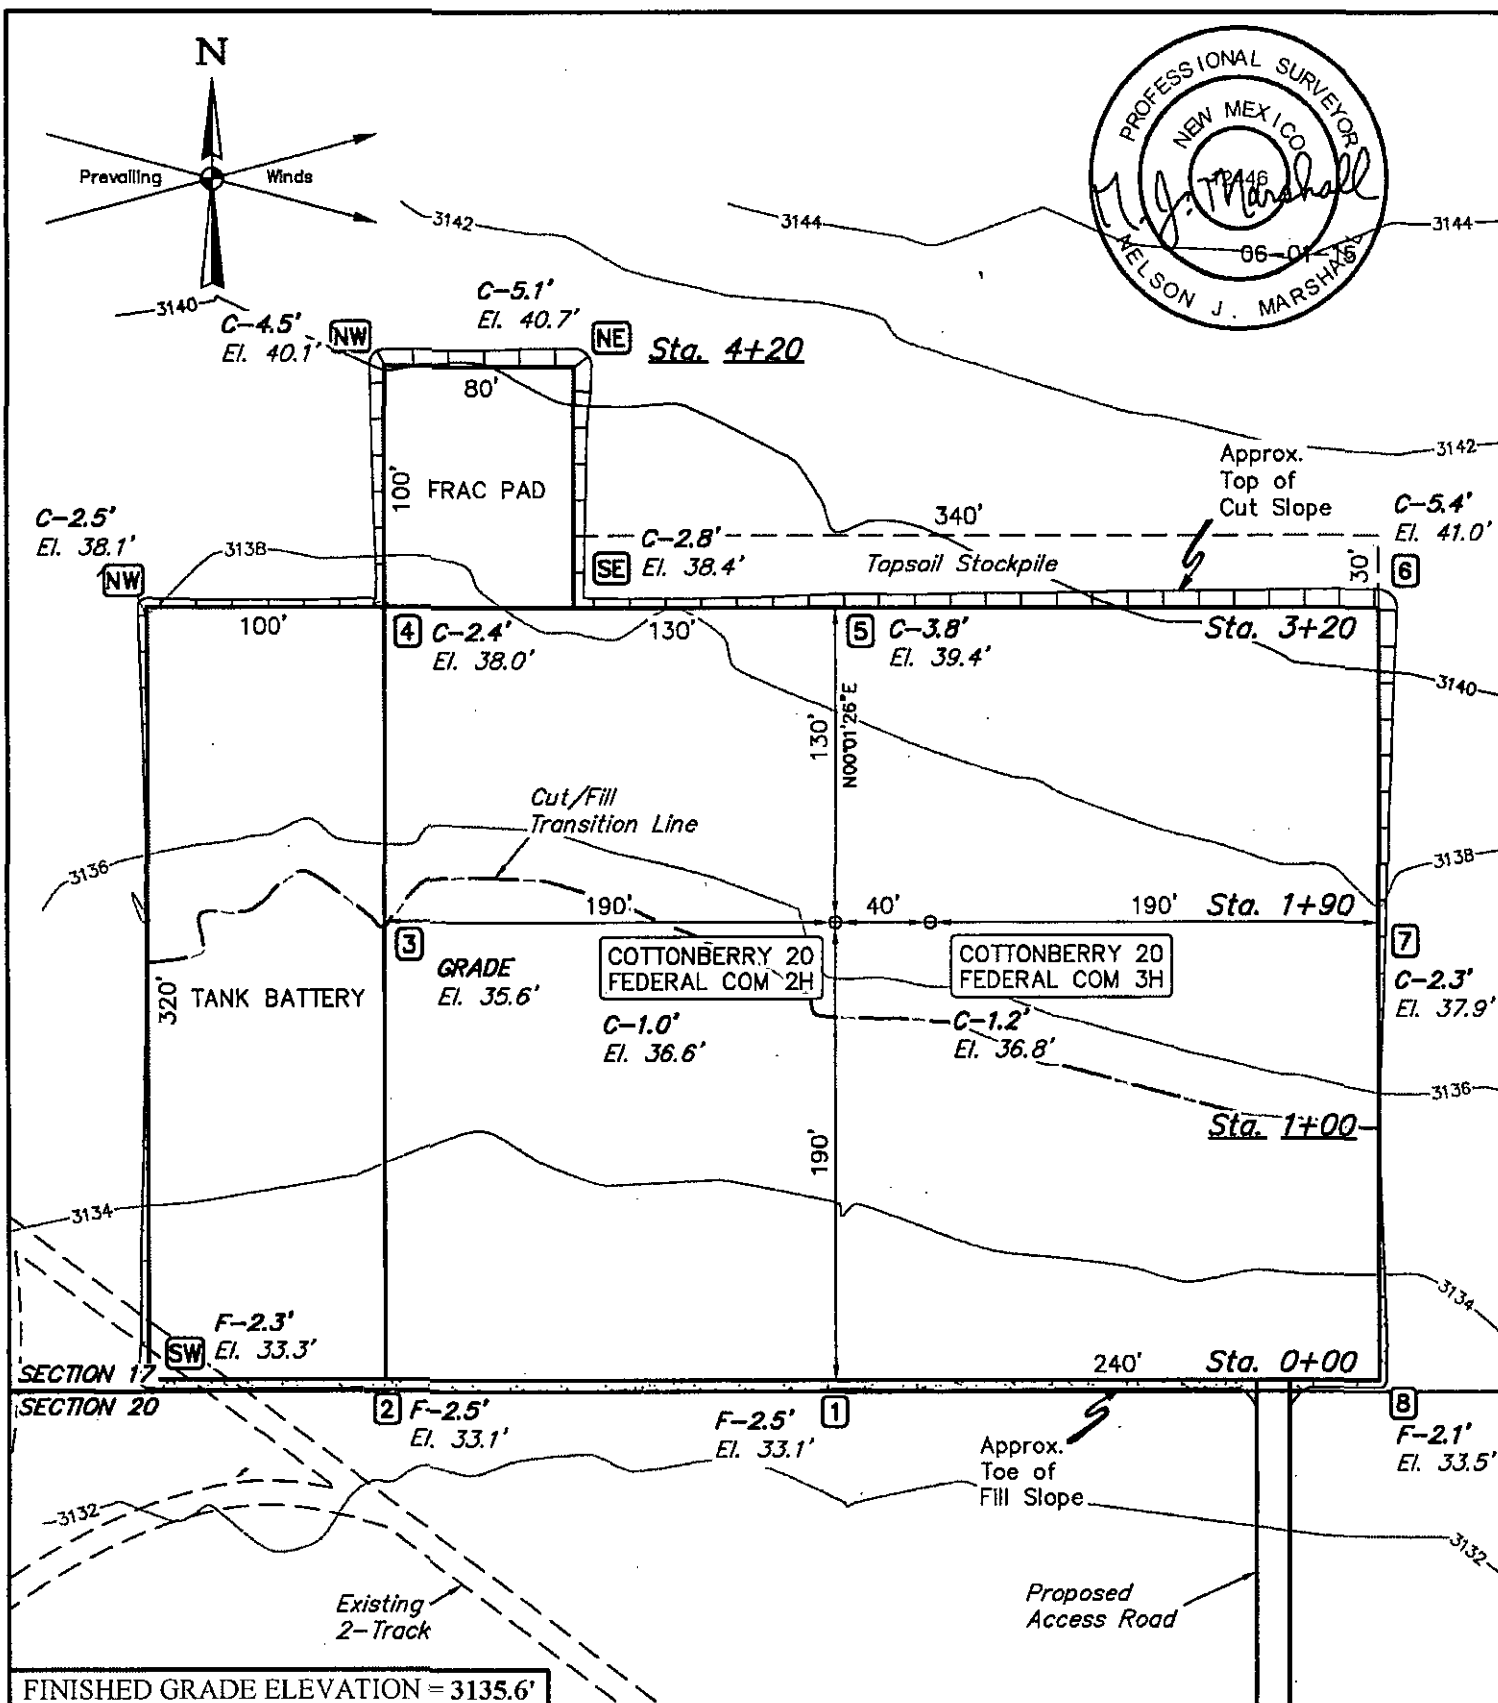 N
Prevailing Winds
PROFESSIONAL SURVEYOR
NEW MEXICO
N. J. Marshall
06-01-15
NELSON J. MARSHALL
3142
3144
3144
3140
C-4.5'
El. 40.1'
NW
C-5.1'
El. 40.7'
NE
Sta. 4+20
80'
100'
FRAC PAD
3142
Approx.
Top of
Cut Slope
C-5.4'
El. 41.0'
6
C-2.5'
El. 38.1'
NW
3138
340'
C-2.8'
El. 38.4'
SE
Topsoil Stockpile
30'
100'
4
C-2.4'
El. 38.0'
130'
5
C-3.8'
El. 39.4'
Sta. 3+20
3140
130'
N00°01'26"E
Cut/Fill
Transition Line
3136
3138
190'
40'
190'
Sta. 1+90
3
GRADE
El. 35.6'
COTTONBERRY 20
FEDERAL COM 2H
COTTONBERRY 20
FEDERAL COM 3H
7
C-2.3'
El. 37.9'
320'
TANK BATTERY
C-1.0'
El. 36.6'
C-1.2'
El. 36.8'
3136
Sta. 1+00
190'
3134
3134
F-2.3'
El. 33.3'
SW
240'
Sta. 0+00
SECTION 17
SECTION 20
2
F-2.5'
El. 33.1'
F-2.5'
El. 33.1'
1
8
F-2.1'
El. 33.5'
Approx.
Toe of
Fill Slope
3132
3132
Existing
2-Track
Proposed
Access Road
FINISHED GRADE ELEVATION = 3135.6'